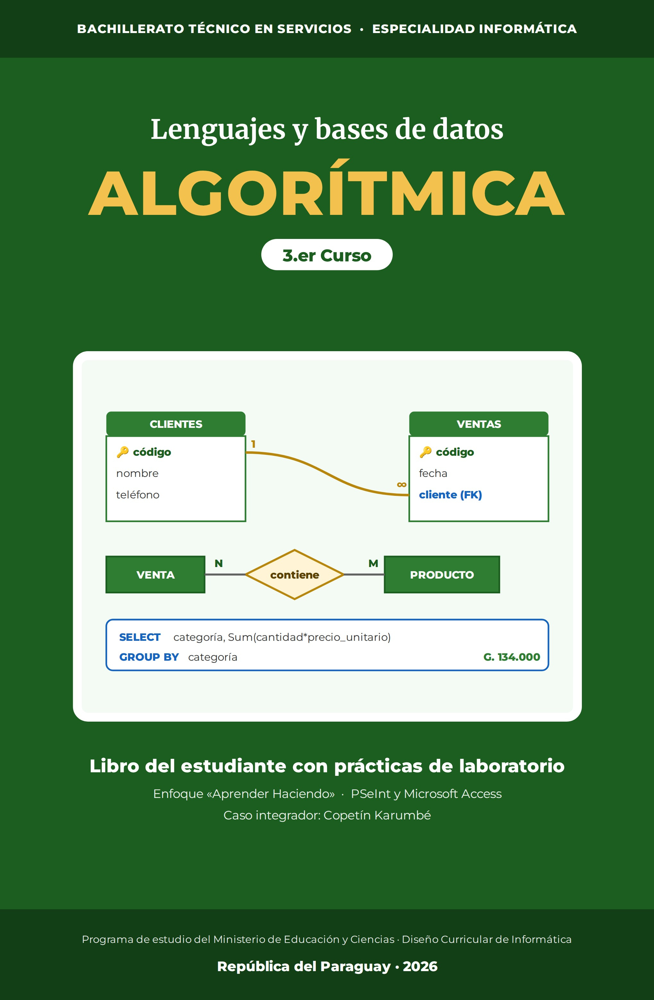 BACHILLERATO TÉCNICO EN SERVICIOS · ESPECIALIDAD INFORMÁTICA
Lenguajes y bases de datos
ALGORÍTMICA
3.er Curso
CLIENTES
🔑 código
nombre
teléfono
1
∞
VENTAS
🔑 código
fecha
cliente (FK)
VENTA
N
contiene
M
PRODUCTO
SELECT categoría, Sum(cantidad*precio_unitario)
GROUP BY categoría
G. 134.000
Libro del estudiante con prácticas de laboratorio
Enfoque «Aprender Haciendo» · PSeInt y Microsoft Access
Caso integrador: Copetín Karumbé
Programa de estudio del Ministerio de Educación y Ciencias · Diseño Curricular de Informática
República del Paraguay · 2026